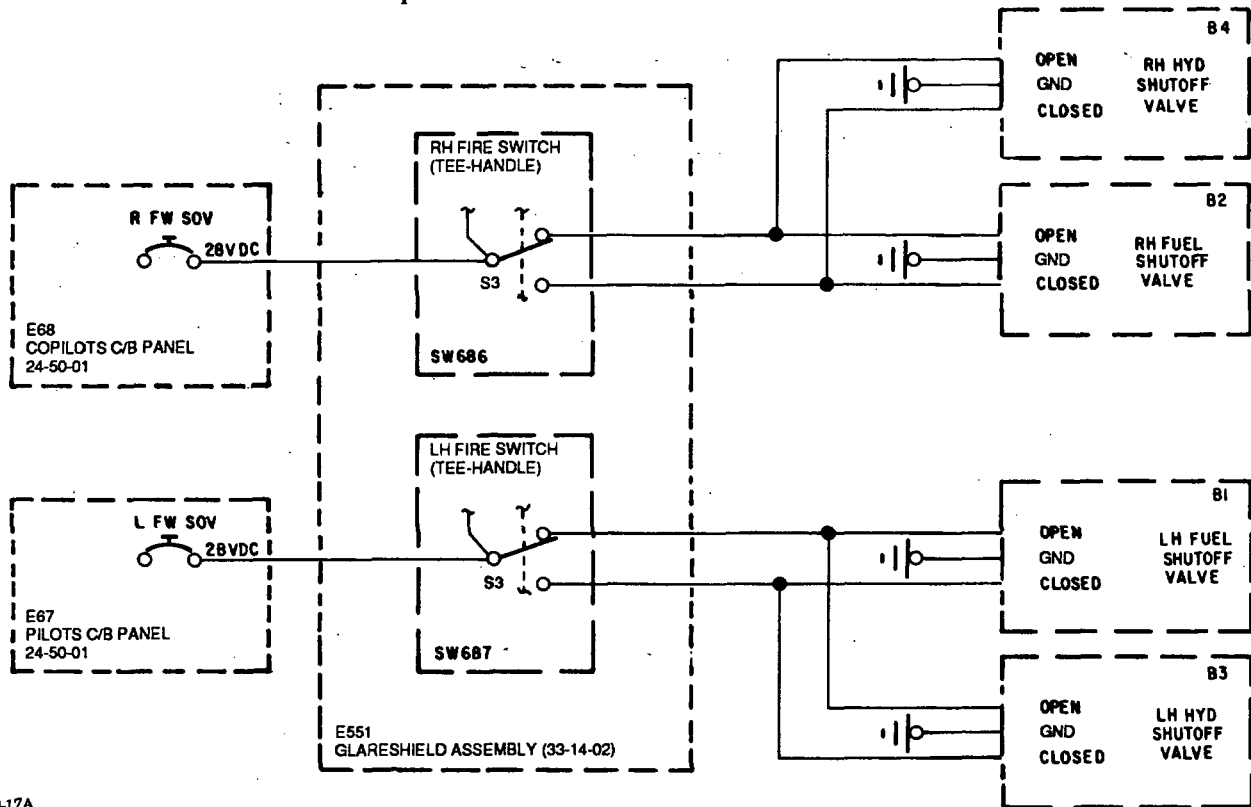 B4
OPEN
GND
CLOSED
RH HYD
SHUTOFF
VALVE
RH FIRE SWITCH
(TEE-HANDLE)
S3
SW686
R FW SOV
28VDC
E68
COPILOTS C/B PANEL
24-50-01
B2
OPEN
GND
CLOSED
RH FUEL
SHUTOFF
VALVE
LH FIRE SWITCH
(TEE-HANDLE)
S3
SW687
L FW SOV
28VDC
E67
PILOTS C/B PANEL
24-50-01
B1
OPEN
GND
CLOSED
LH FUEL
SHUTOFF
VALVE
B3
OPEN
GND
CLOSED
LH HYD
SHUTOFF
VALVE
E551
GLARESHIELD ASSEMBLY (33-14-02)